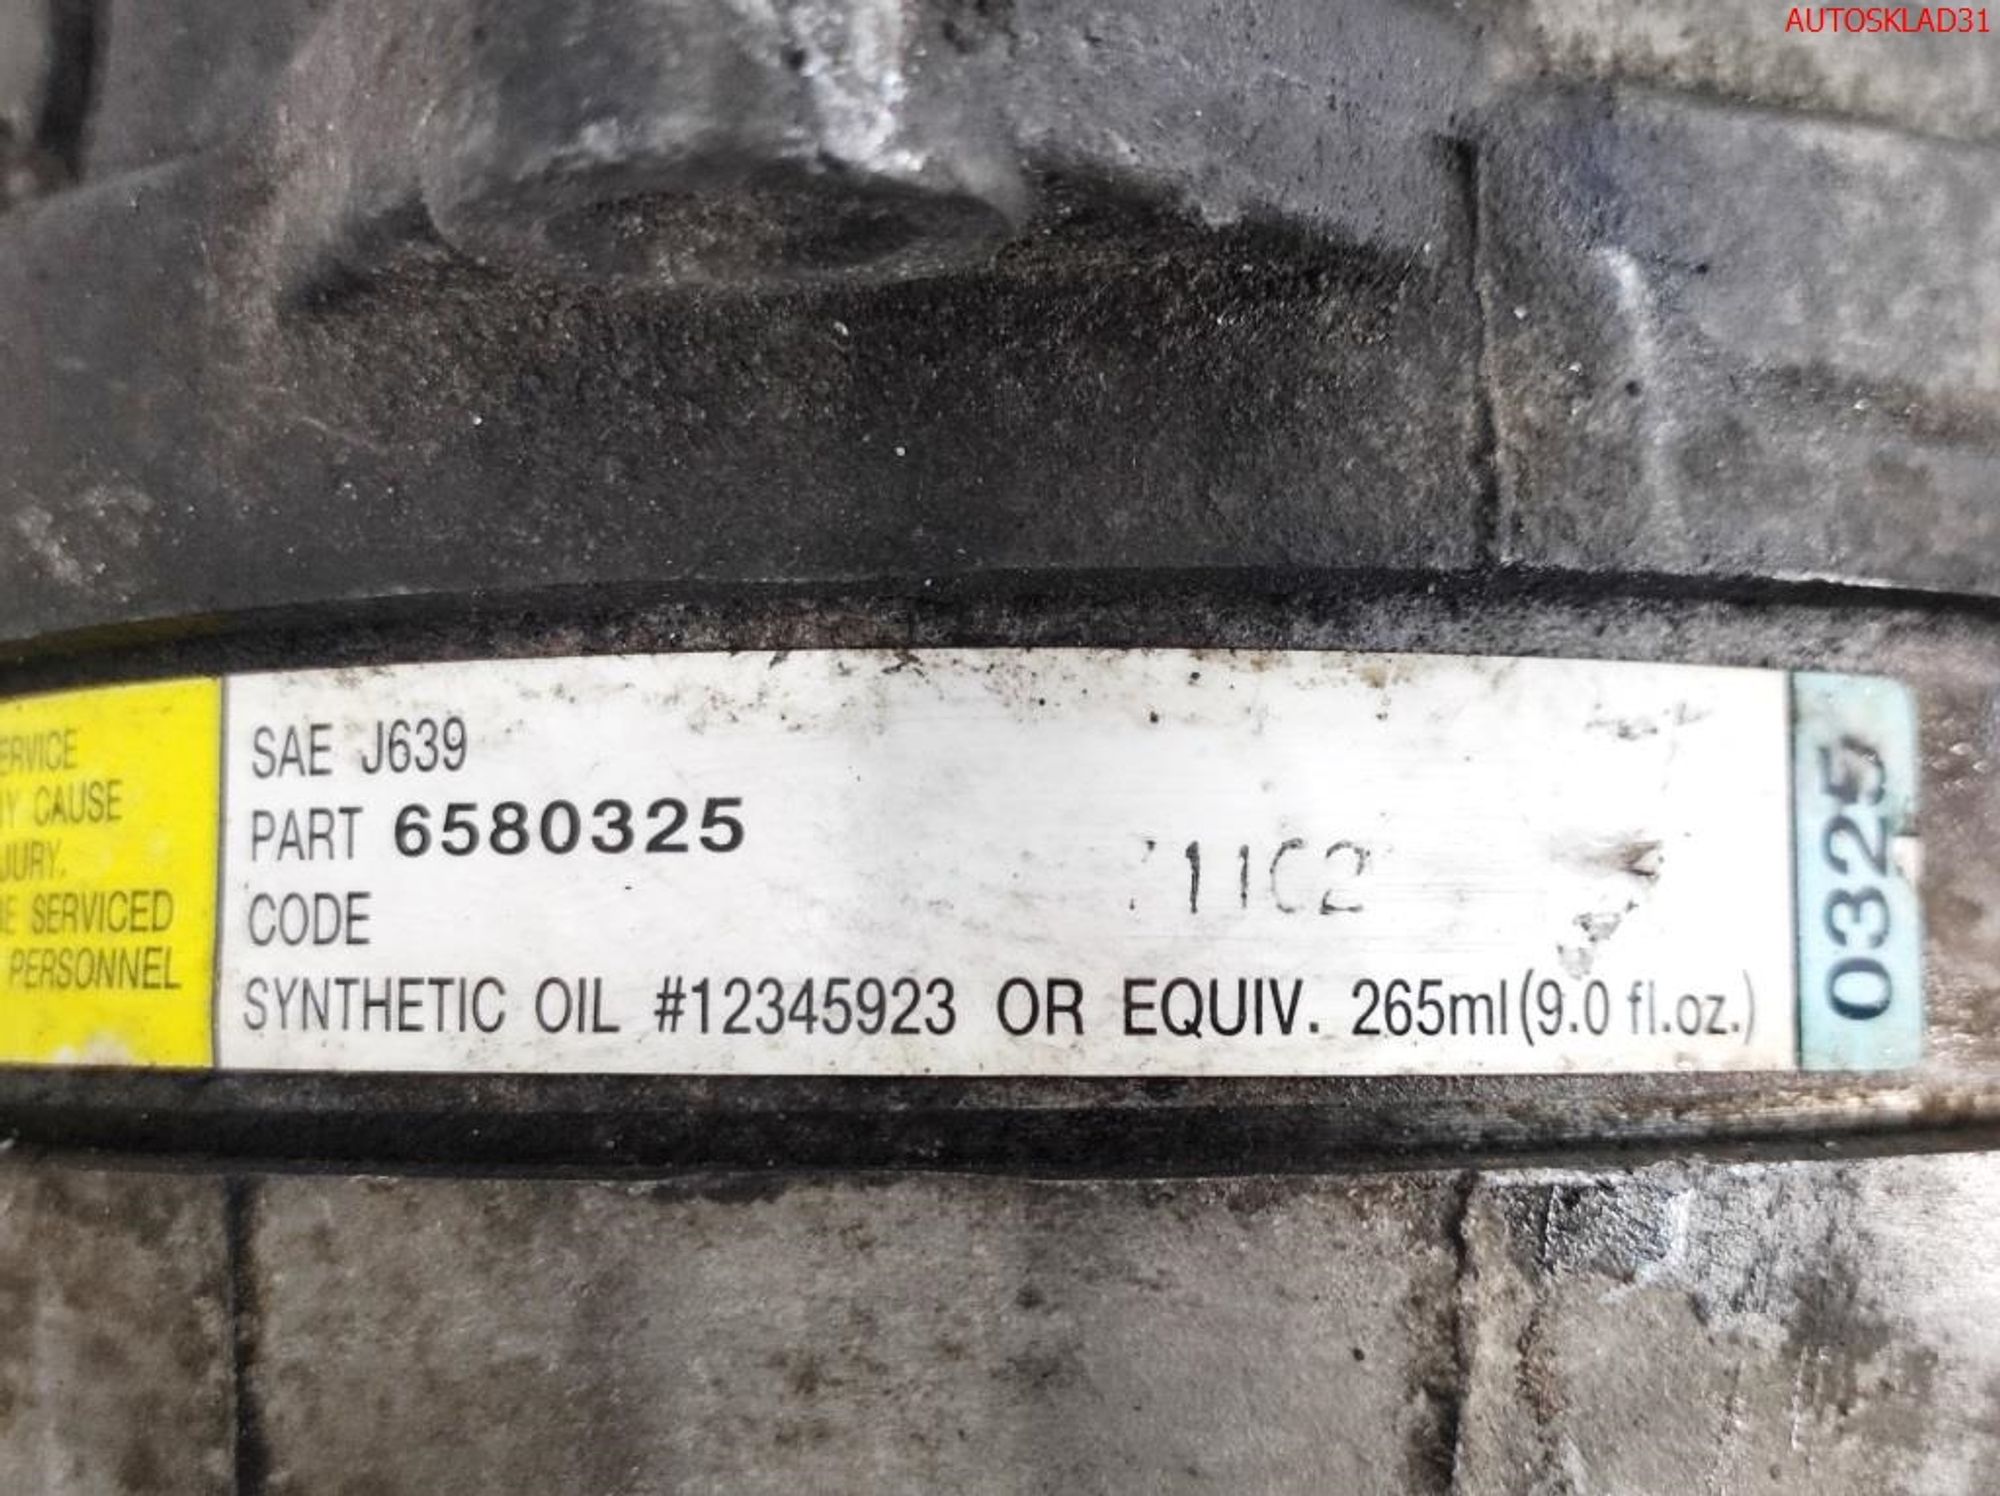 AUTOSKLAD31
ERVICE
Y CAUSE
JURY.
E SERVICED
PERSONNEL
SAE J639
PART 6580325
CODE
SYNTHETIC OIL #12345923 OR EQUIV. 265ml(9.0 fl.oz.)
0325